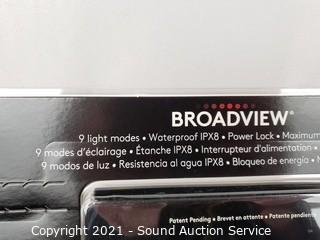 BROADVIEW®
9 light modes • Waterproof IPX8 • Power Lock • Maximum
9 modes d'éclairage • Étanche IPX8 • Interrupteur d'alimentation •
9 modos de luz • Resistencia al agua IPX8 • Bloqueo de energía •
Patent Pending • Brevet en attente • Patente pendiente
Copyright 2021 - Sound Auction Service